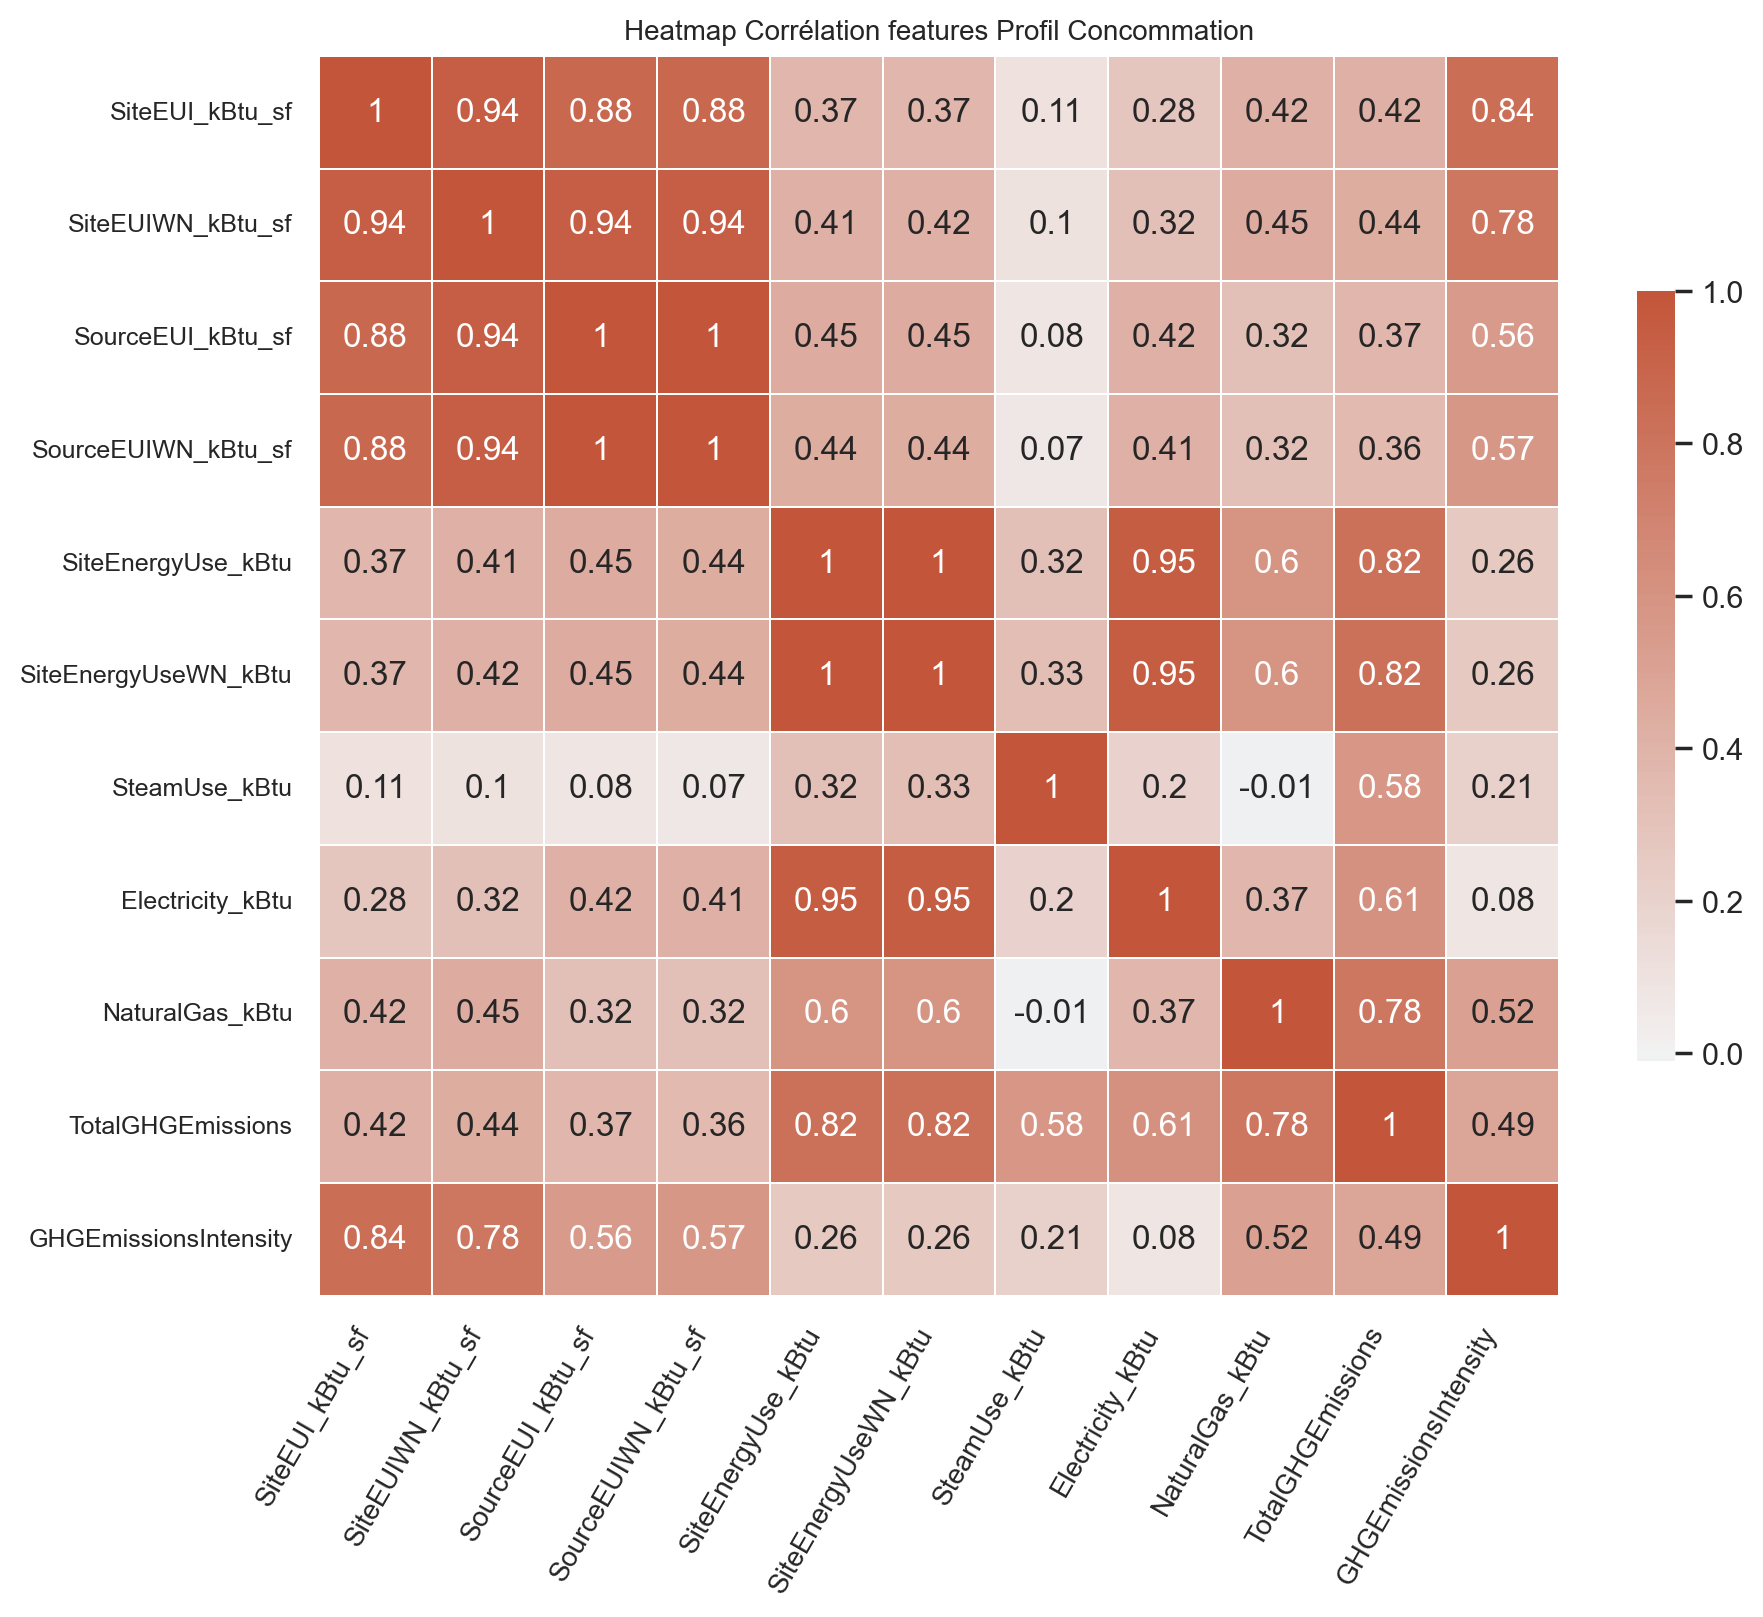 Heatmap Corrélation features Profil Concommation
SiteEUI_kBtu_sf 1 0.94 0.88 0.88 0.37 0.37 0.11 0.28 0.42 0.42 0.84
SiteEUIWN_kBtu_sf 0.94 1 0.94 0.94 0.41 0.42 0.1 0.32 0.45 0.44 0.78
SourceEUI_kBtu_sf 0.88 0.94 1 1 0.45 0.45 0.08 0.42 0.32 0.37 0.56
SourceEUIWN_kBtu_sf 0.88 0.94 1 1 0.44 0.44 0.07 0.41 0.32 0.36 0.57
SiteEnergyUse_kBtu 0.37 0.41 0.45 0.44 1 1 0.32 0.95 0.6 0.82 0.26
SiteEnergyUseWN_kBtu 0.37 0.42 0.45 0.44 1 1 0.33 0.95 0.6 0.82 0.26
SteamUse_kBtu 0.11 0.1 0.08 0.07 0.32 0.33 1 0.2 -0.01 0.58 0.21
Electricity_kBtu 0.28 0.32 0.42 0.41 0.95 0.95 0.2 1 0.37 0.61 0.08
NaturalGas_kBtu 0.42 0.45 0.32 0.32 0.6 0.6 -0.01 0.37 1 0.78 0.52
TotalGHGEmissions 0.42 0.44 0.37 0.36 0.82 0.82 0.58 0.61 0.78 1 0.49
GHGEmissionsIntensity 0.84 0.78 0.56 0.57 0.26 0.26 0.21 0.08 0.52 0.49 1
SiteEUI_kBtu_sf
SiteEUIWN_kBtu_sf
SourceEUI_kBtu_sf
SourceEUIWN_kBtu_sf
SiteEnergyUse_kBtu
SiteEnergyUseWN_kBtu
SteamUse_kBtu
Electricity_kBtu
NaturalGas_kBtu
TotalGHGEmissions
GHGEmissionsIntensity
1.0
0.8
0.6
0.4
0.2
0.0